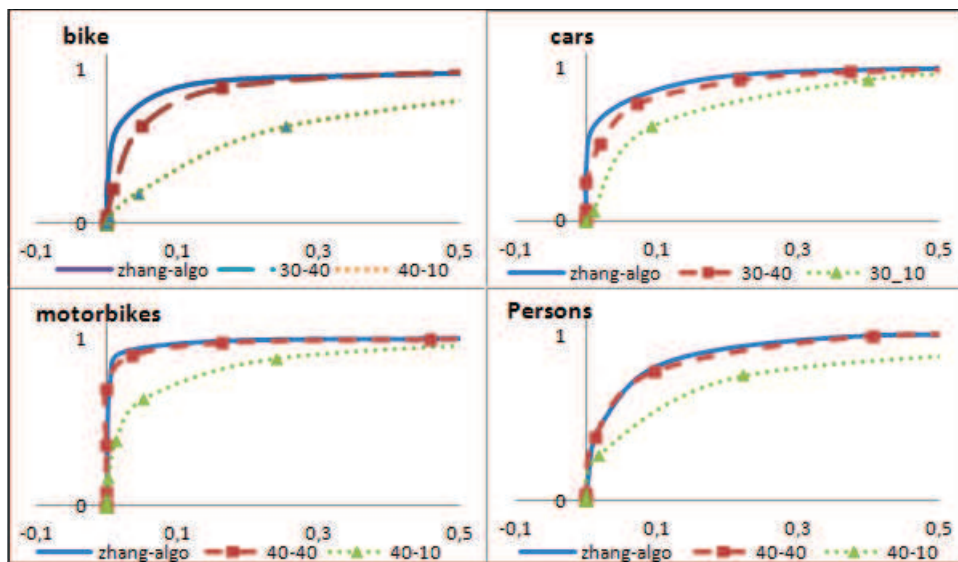 bike
1
0
-0,1 0,1 0,3 0,5
zhang-algo 30-40 40-10
cars
1
0
-0,1 0,1 0,3 0,5
zhang-algo 30-40 30_10
motorbikes
1
0
-0,1 0,1 0,3 0,5
zhang-algo 40-40 40-10
Persons
1
0
-0,1 0,1 0,3 0,5
zhang-algo 40-40 40-10